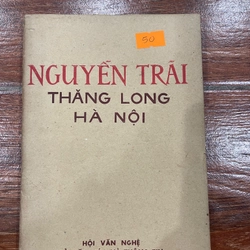 50
NGUYỄN TRÃI
THĂNG LONG
HÀ NỘI
HỘI VĂN NGHỆ